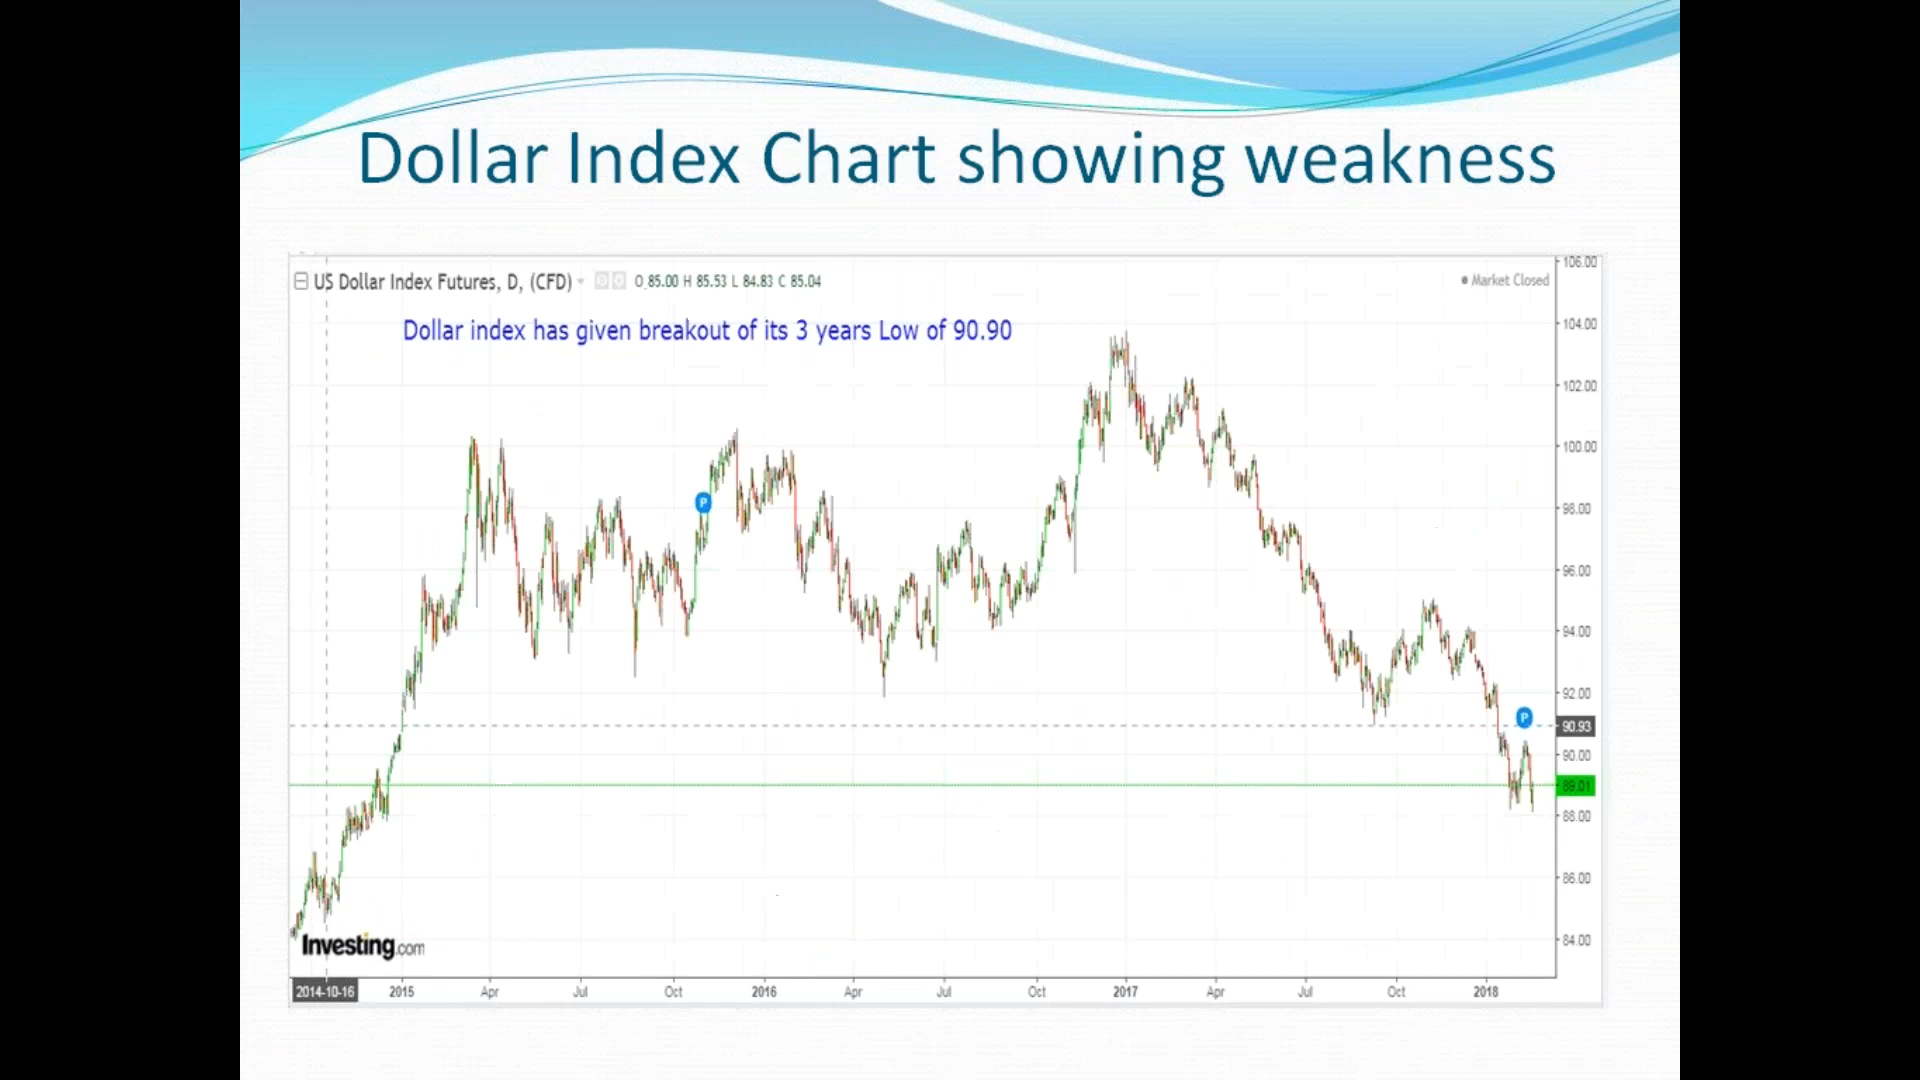 Dollar Index Chart showing weakness
US Dollar Index Futures, D, (CFD) O 85.00 H 85.53 L 84.83 C 85.04
Market Closed
Dollar index has given breakout of its 3 years Low of 90.90
106.00
104.00
102.00
100.00
98.00
96.00
94.00
92.00
90.93
90.00
89.01
88.00
86.00
84.00
P
P
Investing.com
2014-10-16 2015 Apr Jul Oct 2016 Apr Jul Oct 2017 Apr Jul Oct 2018